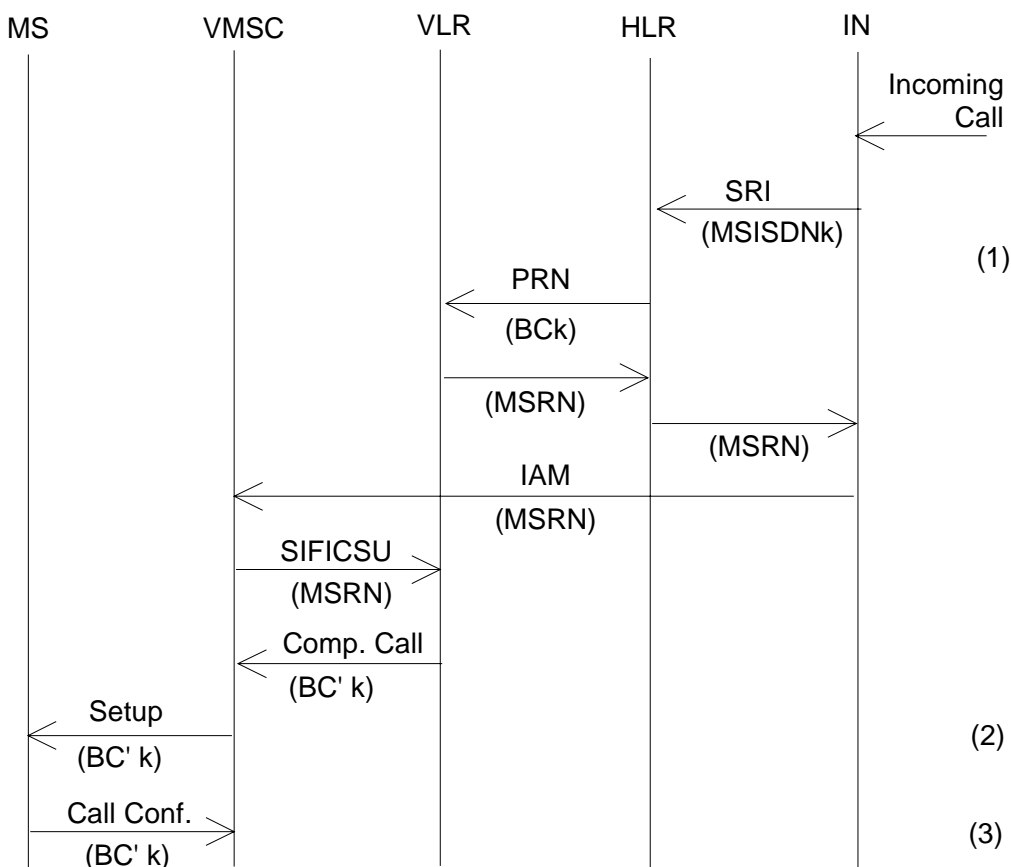 MS VMSC VLR HLR IN
Incoming
Call
SRI
(MSISDNk)
(1)
PRN
(BCk)
(MSRN)
(MSRN)
IAM
(MSRN)
SIFICSU
(MSRN)
Comp. Call
(BC' k)
Setup
(2)
(BC' k)
Call Conf.
(3)
(BC' k)